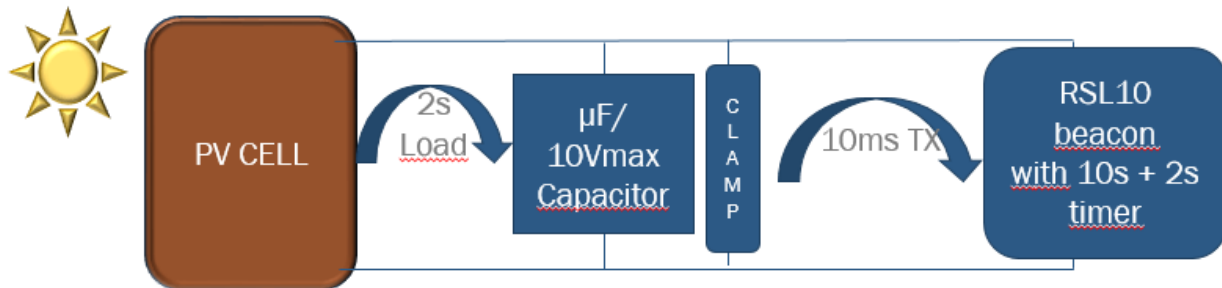 PV CELL
2s
Load
µF/
10Vmax
Capacitor
C
L
A
M
P
10ms TX
RSL10
beacon
with 10s + 2s
timer